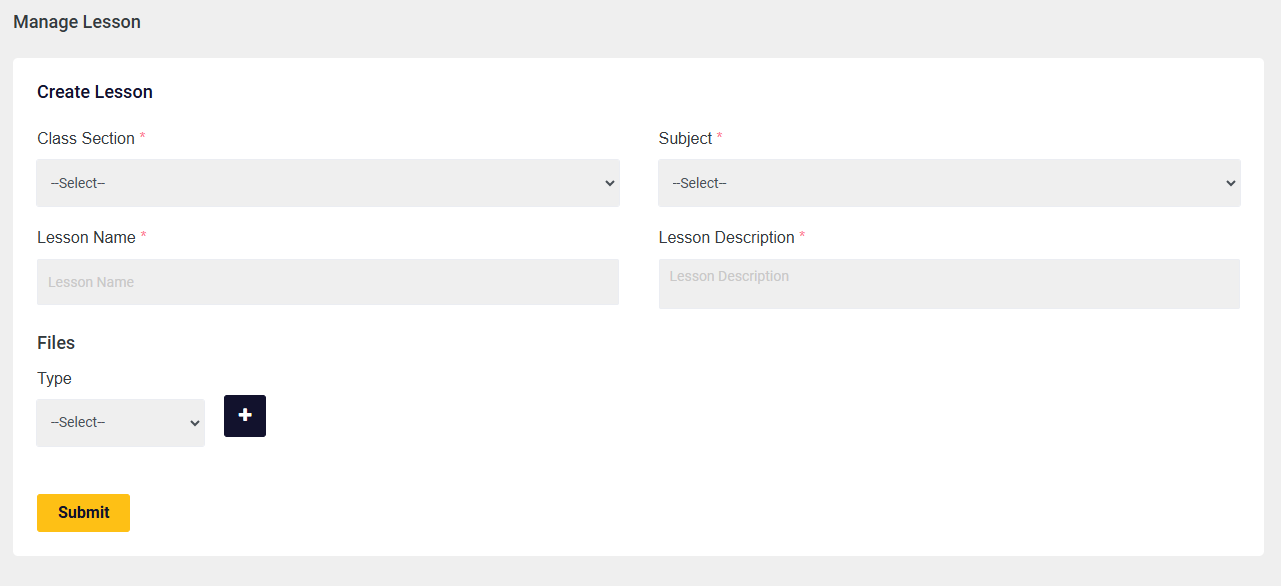 Manage Lesson
Create Lesson
Class Section *
Subject *
--Select--
--Select--
Lesson Name *
Lesson Description *
Lesson Name
Lesson Description
Files
Type
--Select--
Submit